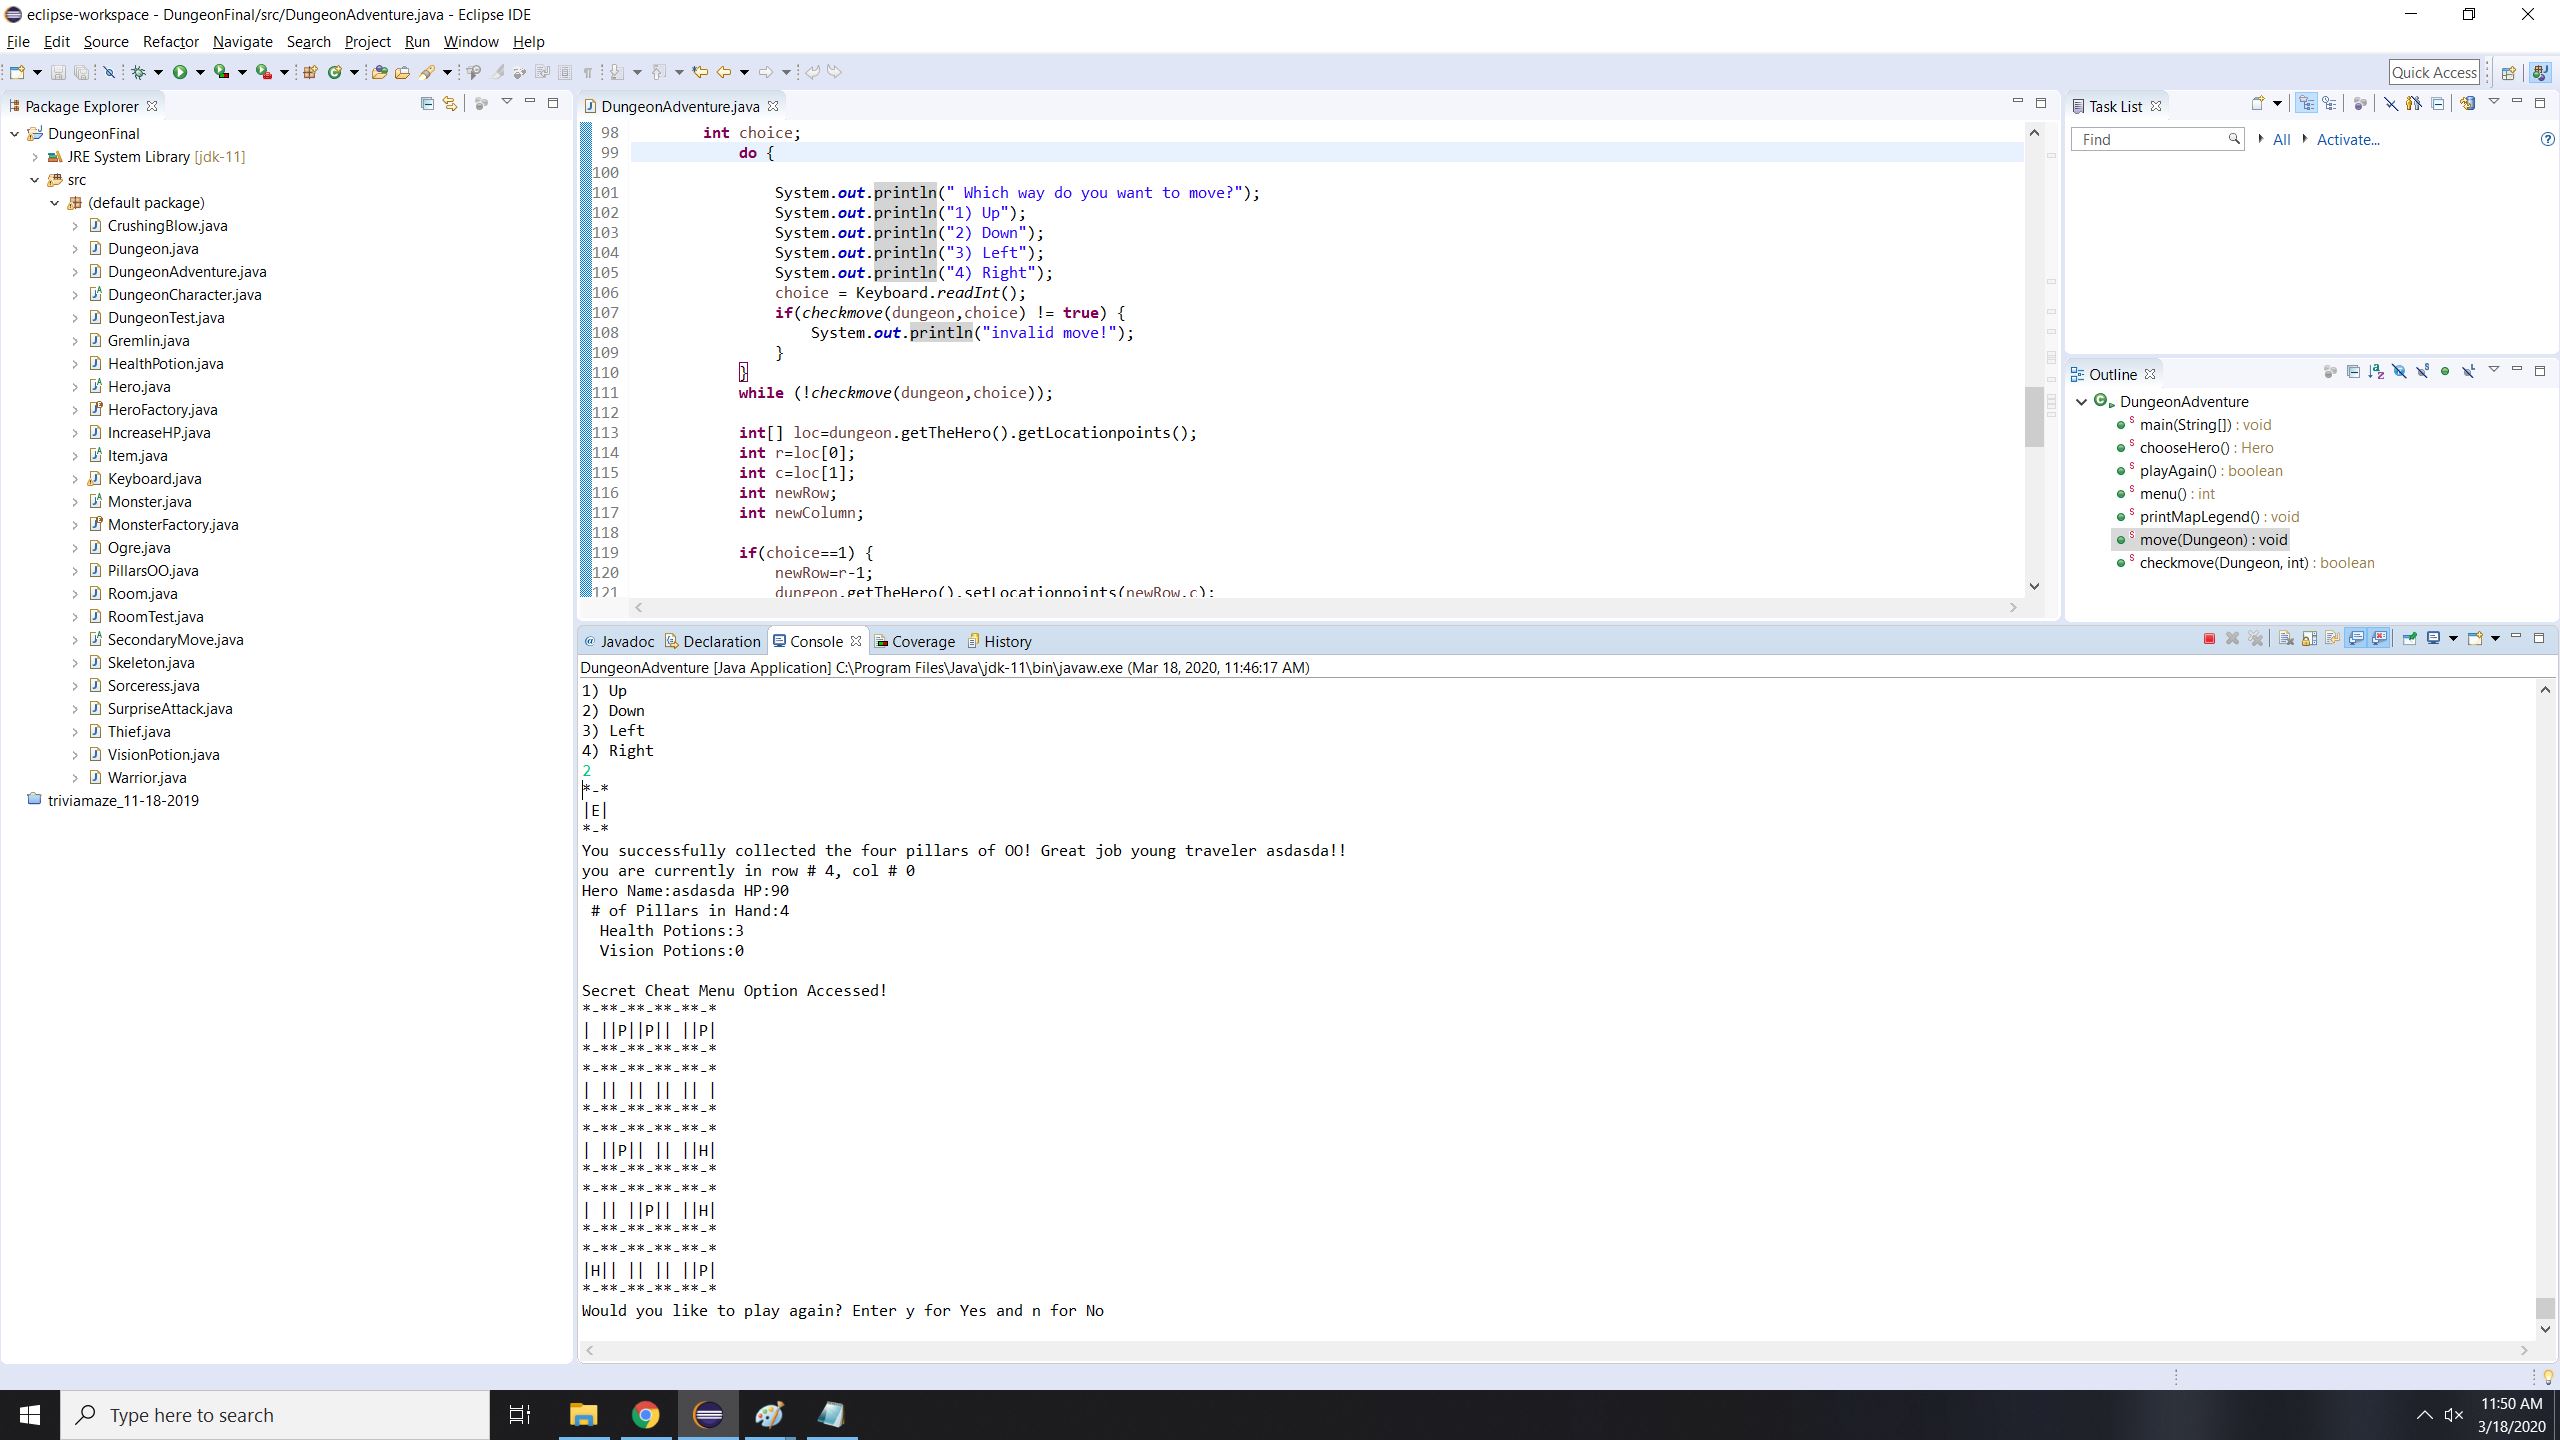 eclipse-workspace - DungeonFinal/src/DungeonAdventure.java - Eclipse IDE
File Edit Source Refactor Navigate Search Project Run Window Help
Quick Access
Package Explorer
DungeonFinal
JRE System Library [jdk-11]
src
(default package)
CrushingBlow.java
Dungeon.java
DungeonAdventure.java
DungeonCharacter.java
DungeonTest.java
Gremlin.java
HealthPotion.java
Hero.java
HeroFactory.java
IncreaseHP.java
Item.java
Keyboard.java
Monster.java
MonsterFactory.java
Ogre.java
PillarsOO.java
Room.java
RoomTest.java
SecondaryMove.java
Skeleton.java
Sorceress.java
SurpriseAttack.java
Thief.java
VisionPotion.java
Warrior.java
triviamaze_11-18-2019
DungeonAdventure.java
98 int choice;
99 do {
100
101 System.out.println(" Which way do you want to move?");
102 System.out.println("1) Up");
103 System.out.println("2) Down");
104 System.out.println("3) Left");
105 System.out.println("4) Right");
106 choice = Keyboard.readInt();
107 if(checkmove(dungeon,choice) != true) {
108 System.out.println("invalid move!");
109 }
110 }
111 while (!checkmove(dungeon,choice));
112
113 int[] loc=dungeon.getTheHero().getLocationpoints();
114 int r=loc[0];
115 int c=loc[1];
116 int newRow;
117 int newColumn;
118
119 if(choice==1) {
120 newRow=r-1;
121 dungeon.getTheHero().setLocationpoints(newRow,c);
Task List
Find All Activate...
Outline
DungeonAdventure
main(String[]) : void
chooseHero() : Hero
playAgain() : boolean
menu() : int
printMapLegend() : void
move(Dungeon) : void
checkmove(Dungeon, int) : boolean
@ Javadoc Declaration Console Coverage History
DungeonAdventure [Java Application] C:\Program Files\Java\jdk-11\bin\javaw.exe (Mar 18, 2020, 11:46:17 AM)
1) Up
2) Down
3) Left
4) Right
2
*-*
|E|
*-*
You successfully collected the four pillars of OO! Great job young traveler asdasda!!
you are currently in row # 4, col # 0
Hero Name:asdasda HP:90
# of Pillars in Hand:4
Health Potions:3
Vision Potions:0
Secret Cheat Menu Option Accessed!
*-**-**-**-**-*
| ||P||P|| ||P|
*-**-**-**-**-*
*-**-**-**-**-*
| || || || || |
*-**-**-**-**-*
*-**-**-**-**-*
| ||P|| || ||H|
*-**-**-**-**-*
*-**-**-**-**-*
| || ||P|| ||H|
*-**-**-**-**-*
*-**-**-**-**-*
|H|| || || ||P|
*-**-**-**-**-*
Would you like to play again? Enter y for Yes and n for No
Type here to search
11:50 AM
3/18/2020